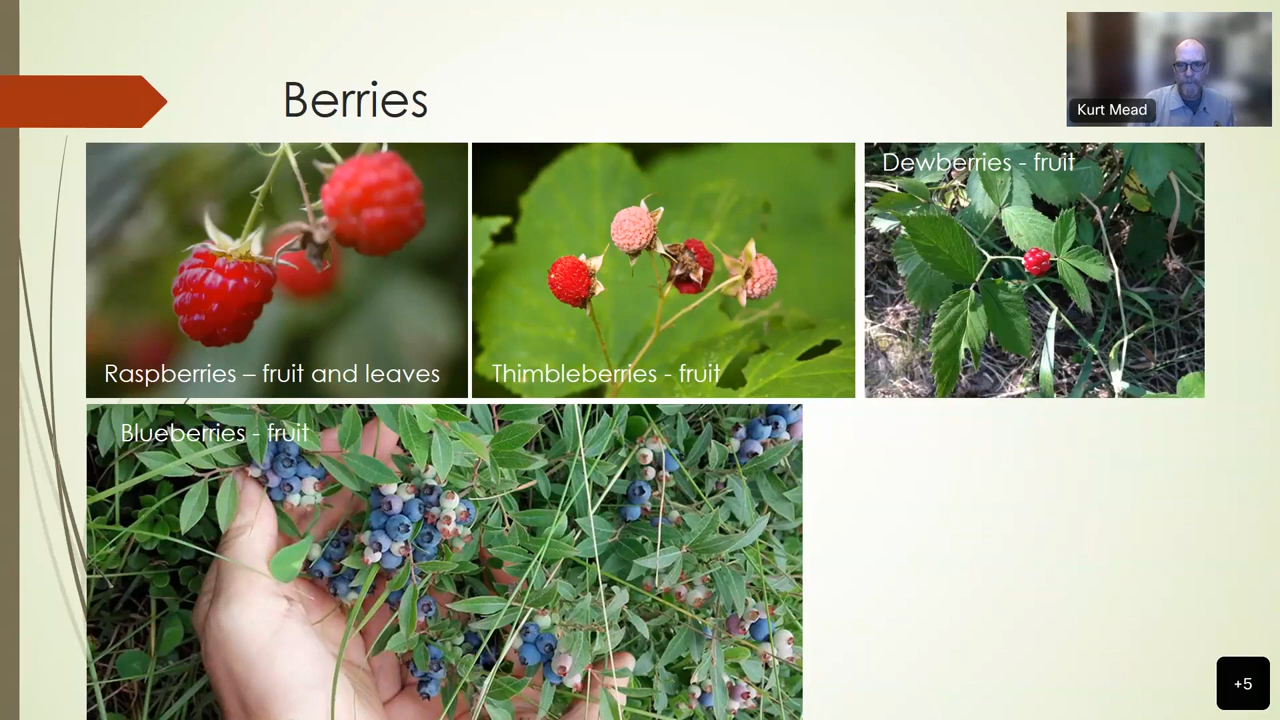 Berries
Kurt Mead
Raspberries – fruit and leaves
Thimbleberries - fruit
Dewberries - fruit
Blueberries - fruit
+5